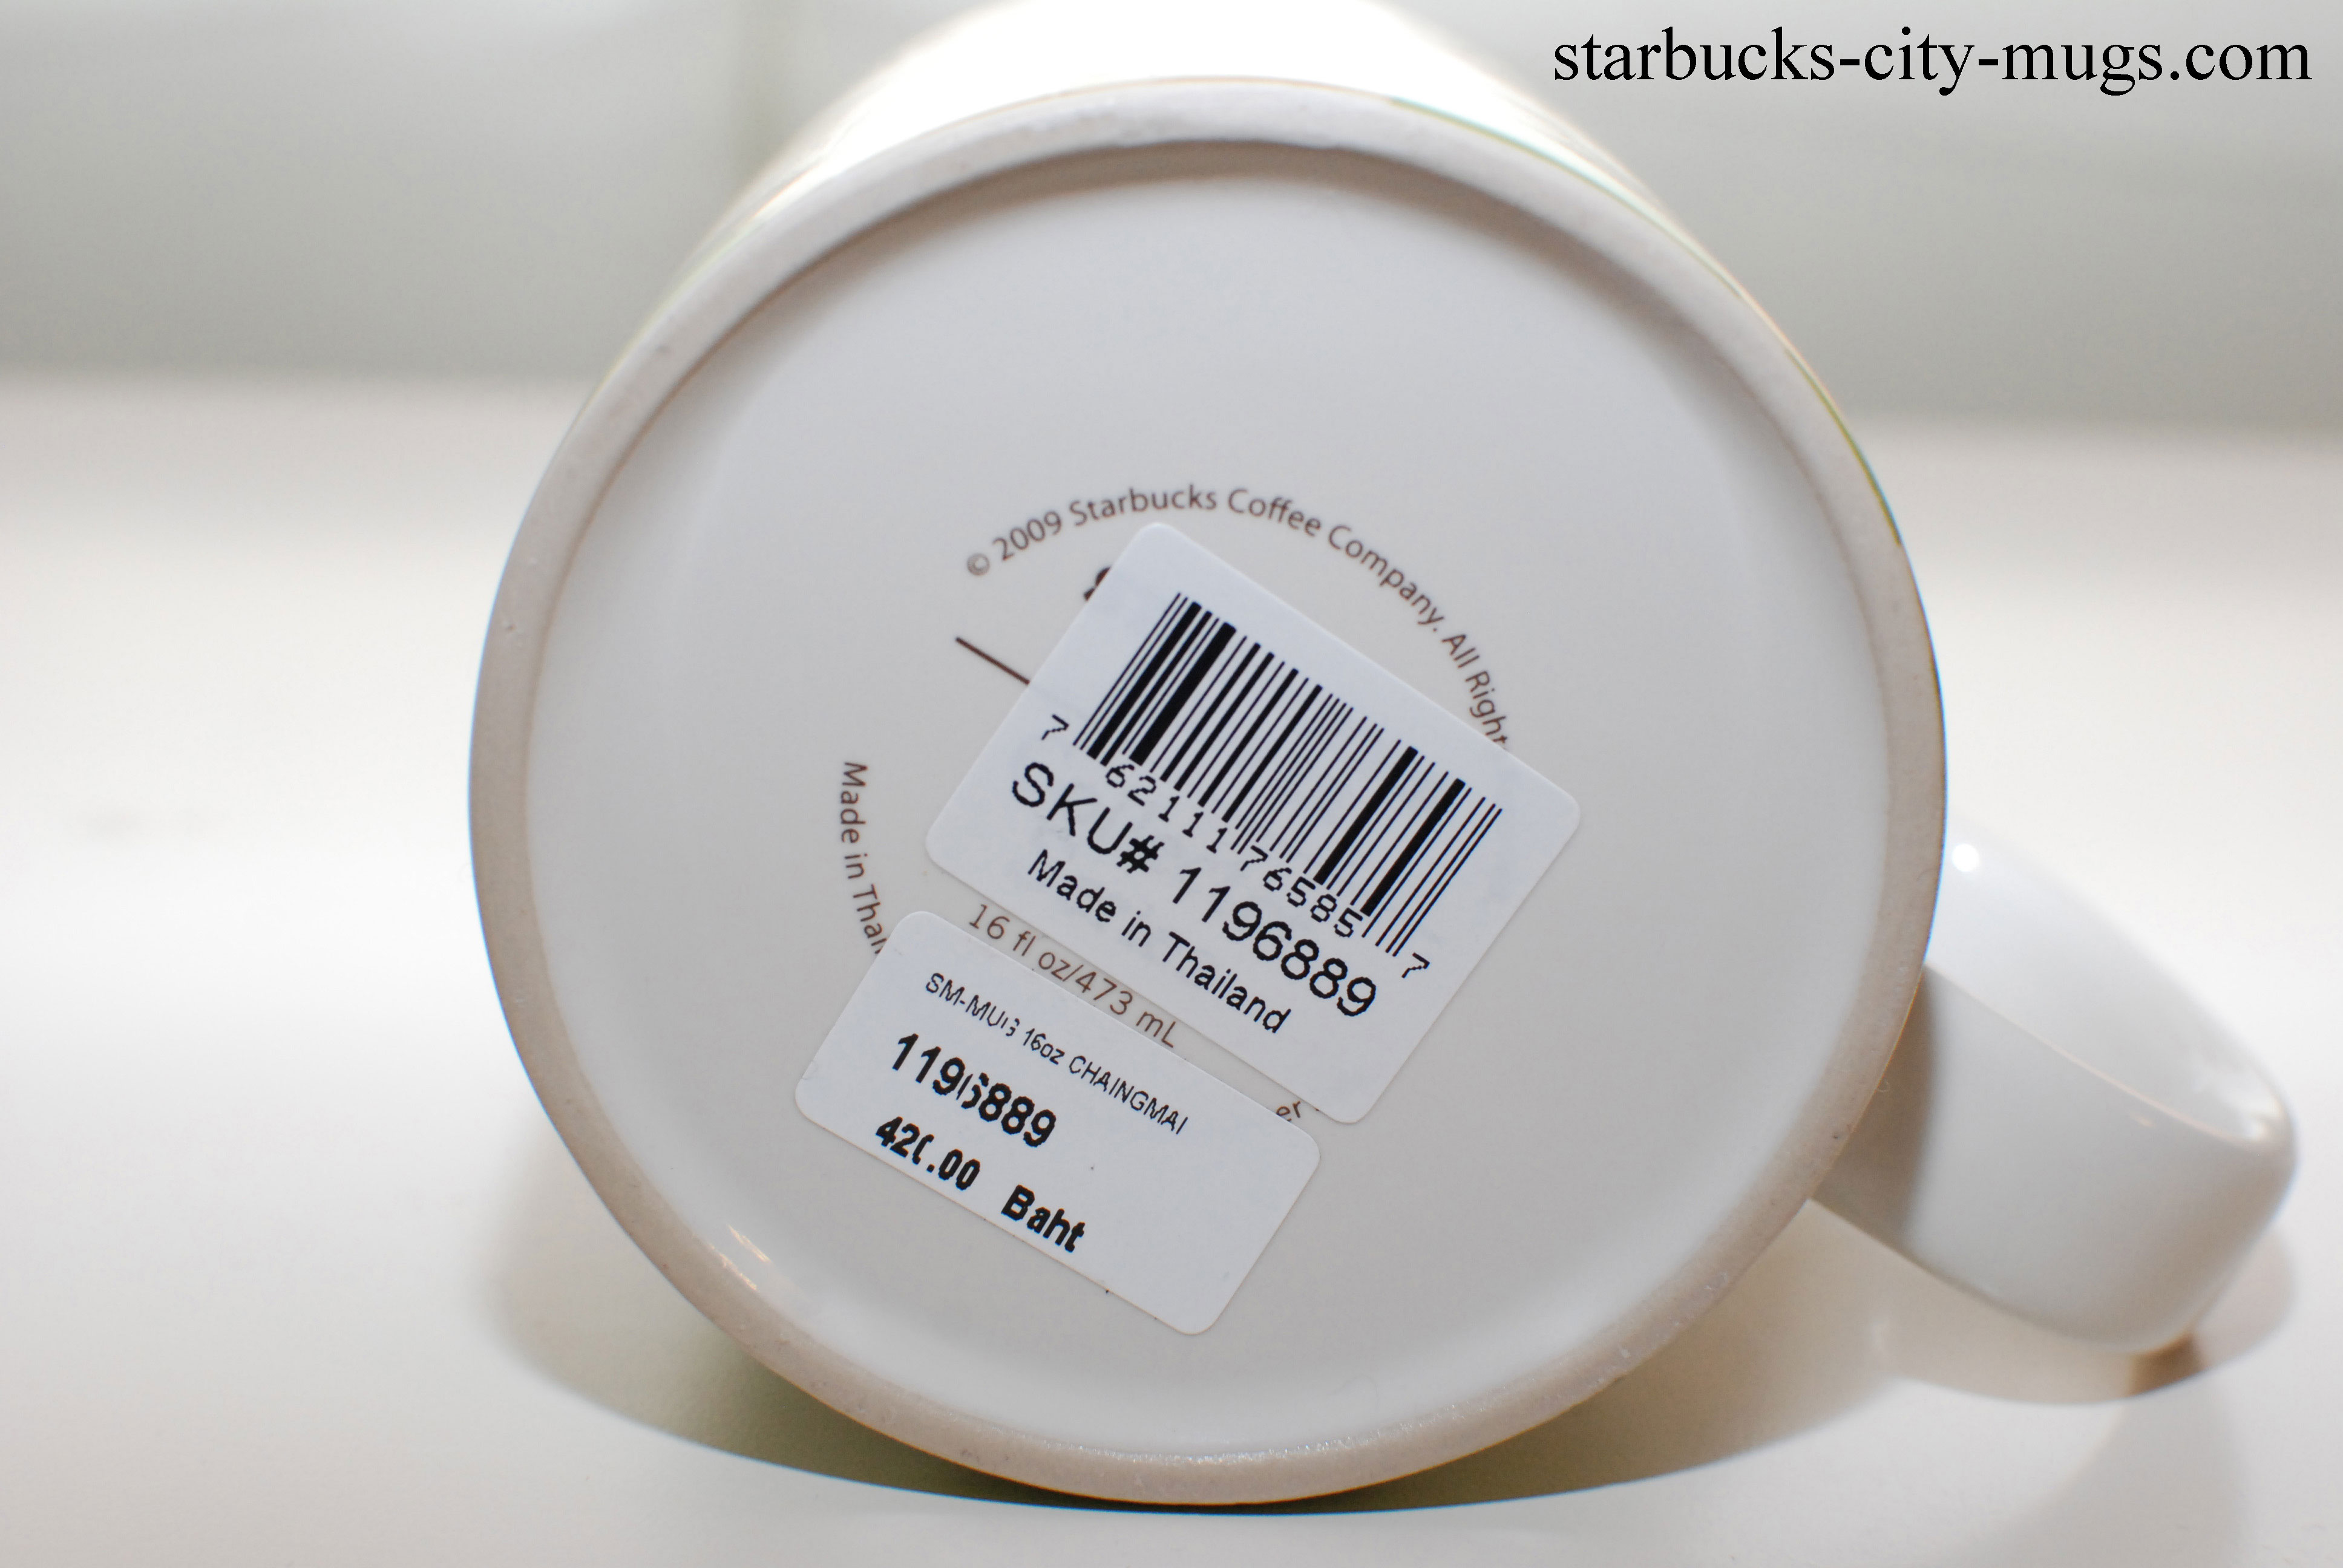 starbucks-city-mugs.com
© 2009 Starbucks Coffee Company. All Right
7 62111 76585 7
SKU# 1196889
Made in Thailand
Made in Thai
16 fl oz/473 mL
SM-MUG 16oz CHAINGMAI
1196889
420.00 Baht